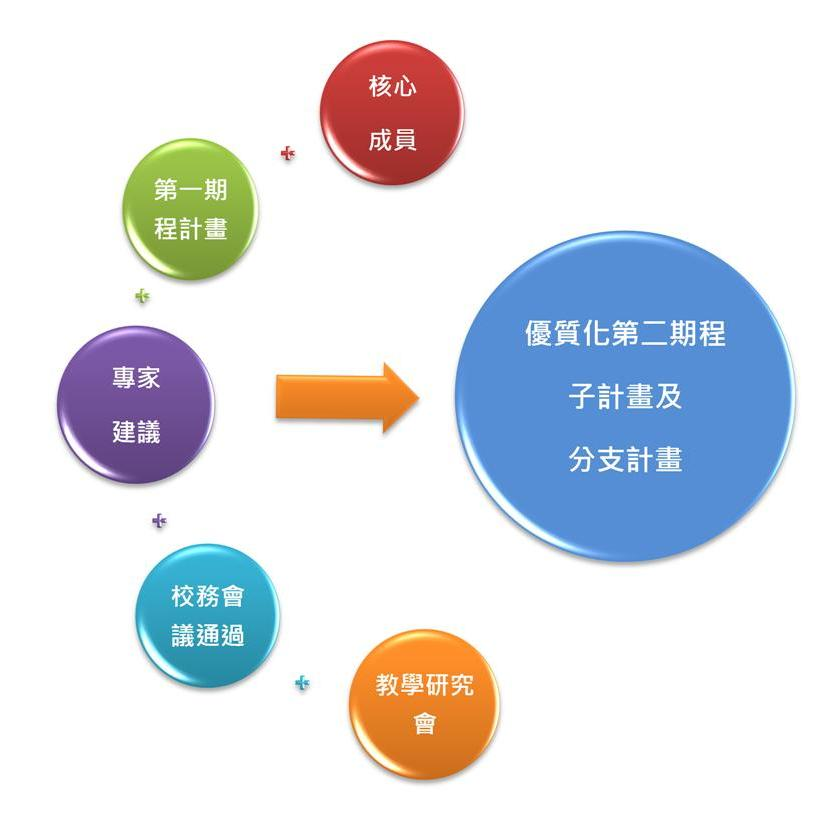 核心
成員
第一期
程計畫
專家
建議
校務會
議通過
教學研究
會
優質化第二期程
子計畫及
分支計畫